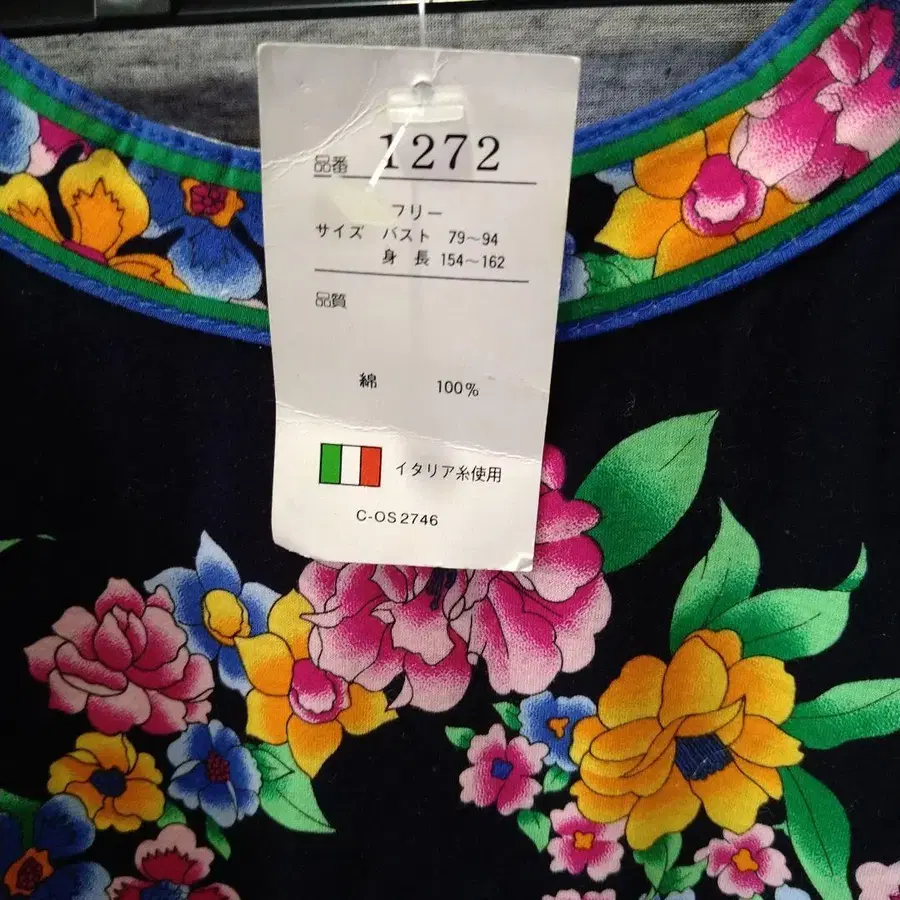 品番 1272
フリー
サイズ バスト 79~94
身長 154~162
品質
綿 100%
イタリア糸使用
C-OS2746